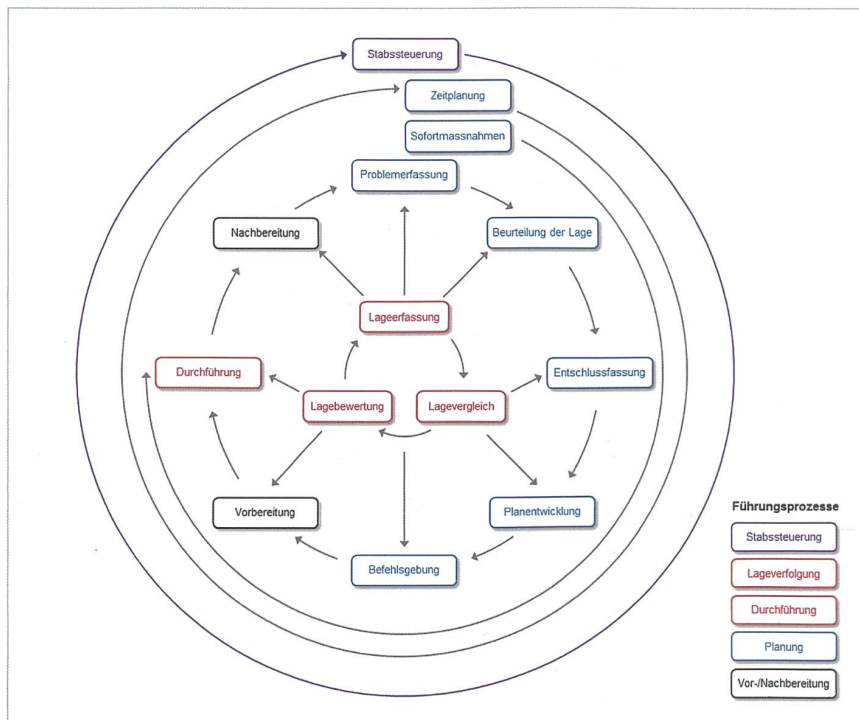 Stabssteuerung
Zeitplanung
Sofortmassnahmen
Problemerfassung
Nachbereitung
Beurteilung der Lage
Lageerfassung
Durchführung
Entschlussfassung
Lagebewertung
Lagevergleich
Vorbereitung
Planentwicklung
Befehlsgebung
Führungsprozesse
Stabssteuerung
Lageverfolgung
Durchführung
Planung
Vor-/Nachbereitung